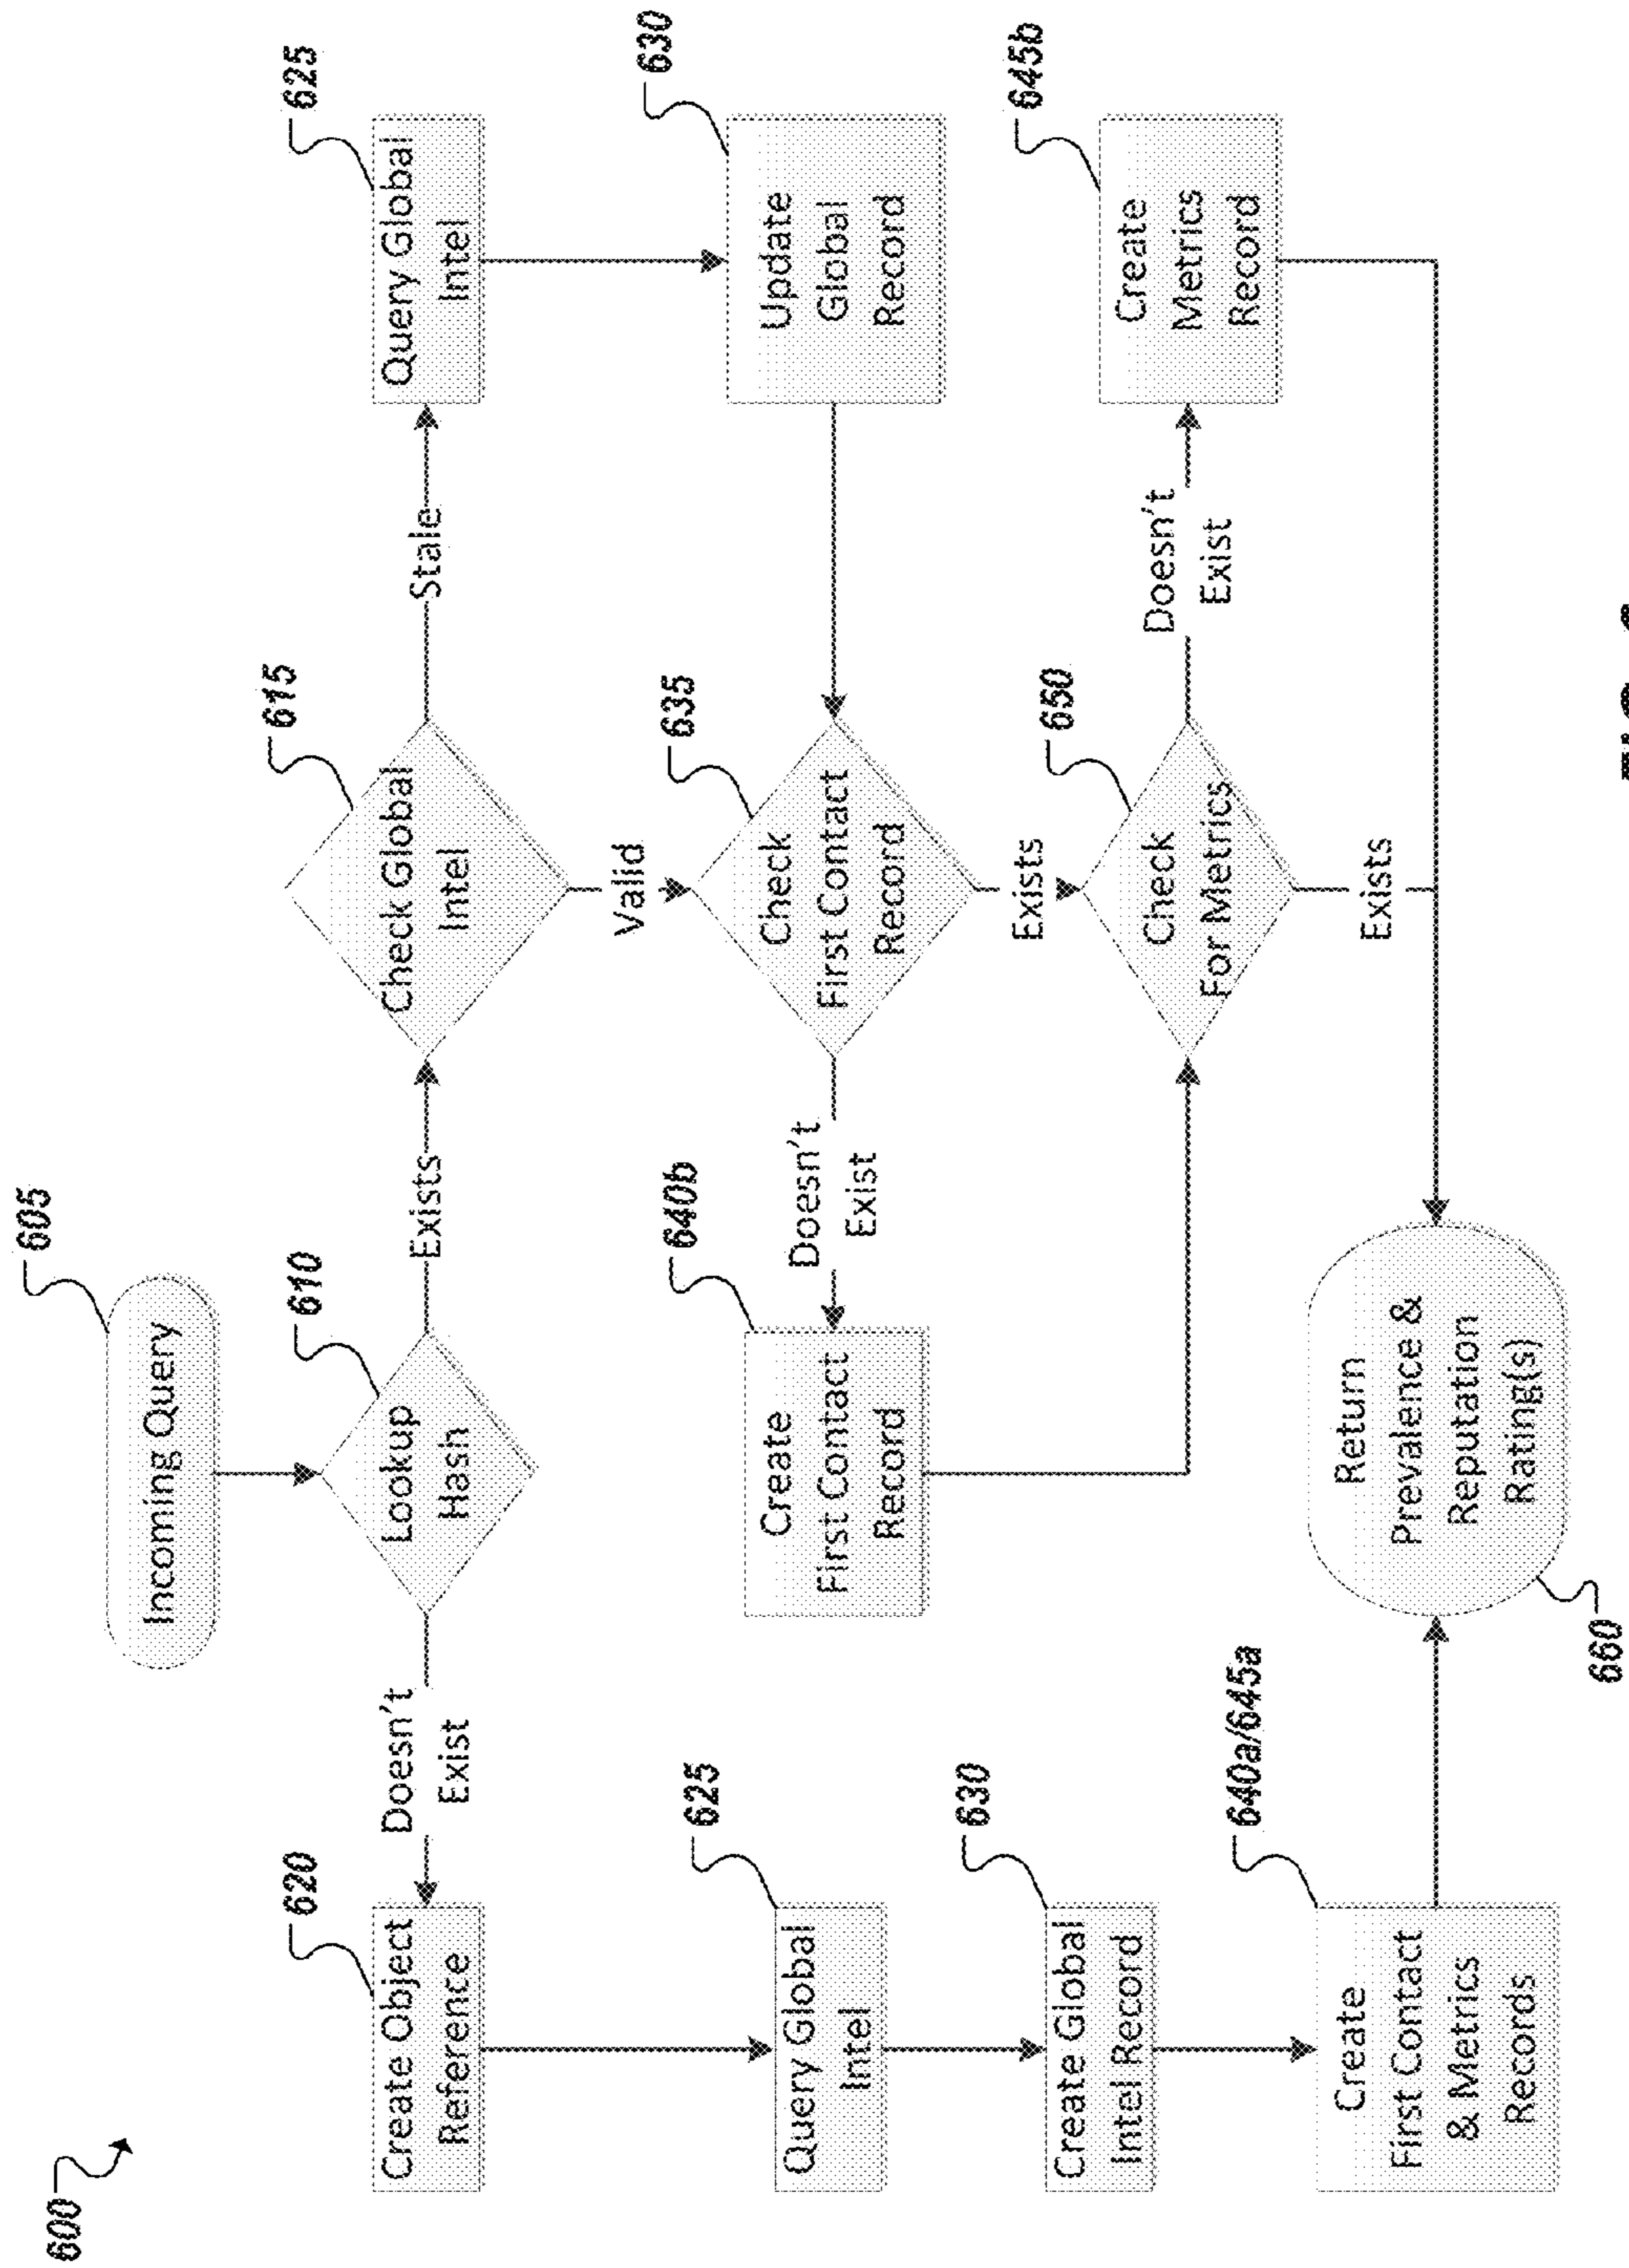 600
605
Incoming Query
610
Lookup
Hash
Doesn't
Exist
Exists
615
Check Global
Intel
Stale
625
Query Global
Intel
620
Create Object
Reference
Valid
630
Update
Global
Record
635
Check
First Contact
Record
Doesn't
Exist
640b
Create
First Contact
Record
Exists
625
Query Global
Intel
650
Check
For Metrics
Doesn't
Exist
645b
Create
Metrics
Record
630
Create Global
Intel Record
Exists
640a/645a
Create
First Contact
& Metrics
Records
Return
Prevalence &
Reputation
Rating(s)
660